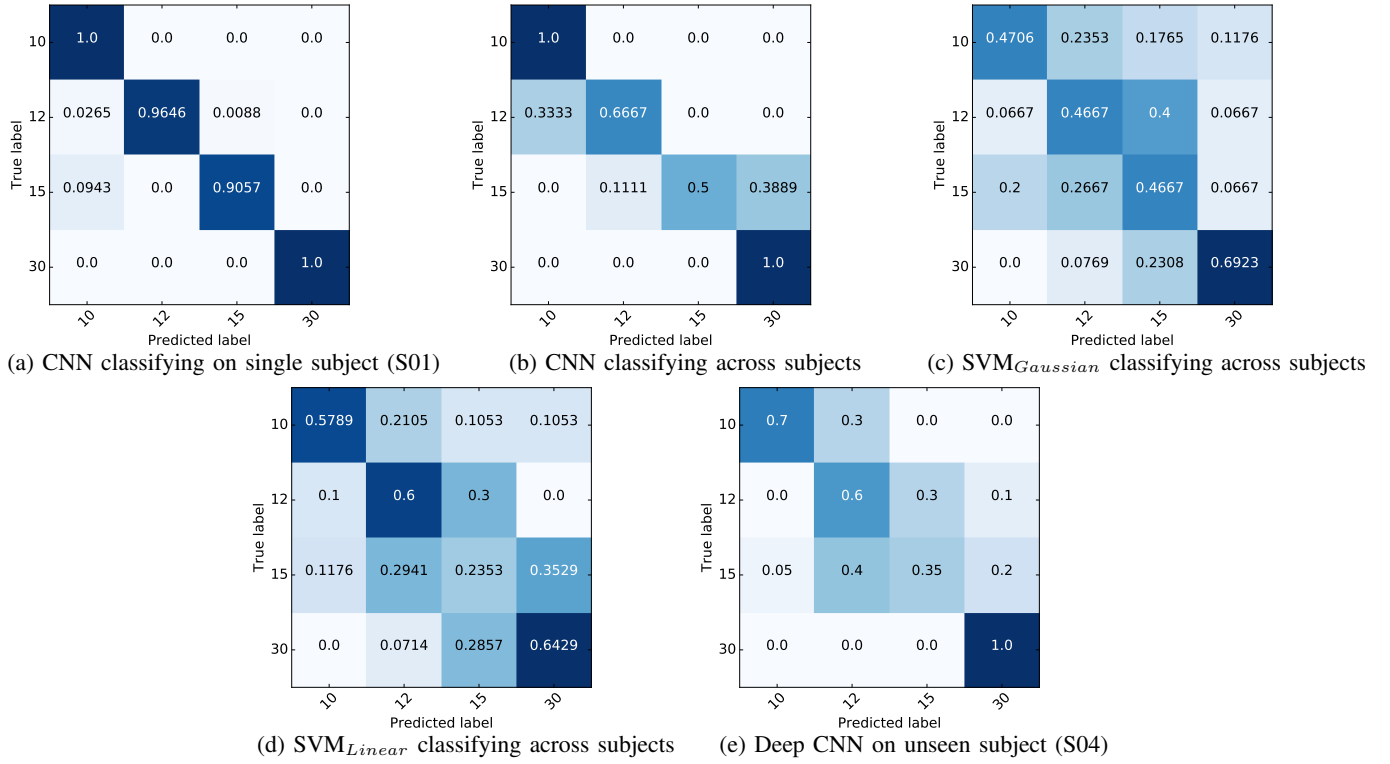 10 1.0 0.0 0.0 0.0
12 0.0265 0.9646 0.0088 0.0
15 0.0943 0.0 0.9057 0.0
30 0.0 0.0 0.0 1.0
True label
10 12 15 30
Predicted label
(a) CNN classifying on single subject (S01)
10 1.0 0.0 0.0 0.0
12 0.3333 0.6667 0.0 0.0
15 0.0 0.1111 0.5 0.3889
30 0.0 0.0 0.0 1.0
True label
10 12 15 30
Predicted label
(b) CNN classifying across subjects
10 0.4706 0.2353 0.1765 0.1176
12 0.0667 0.4667 0.4 0.0667
15 0.2 0.2667 0.4667 0.0667
30 0.0 0.0769 0.2308 0.6923
True label
10 12 15 30
Predicted label
(c) SVMGaussian classifying across subjects
10 0.5789 0.2105 0.1053 0.1053
12 0.1 0.6 0.3 0.0
15 0.1176 0.2941 0.2353 0.3529
30 0.0 0.0714 0.2857 0.6429
True label
10 12 15 30
Predicted label
(d) SVMLinear classifying across subjects
10 0.7 0.3 0.0 0.0
12 0.0 0.6 0.3 0.1
15 0.05 0.4 0.35 0.2
30 0.0 0.0 0.0 1.0
True label
10 12 15 30
Predicted label
(e) Deep CNN on unseen subject (S04)